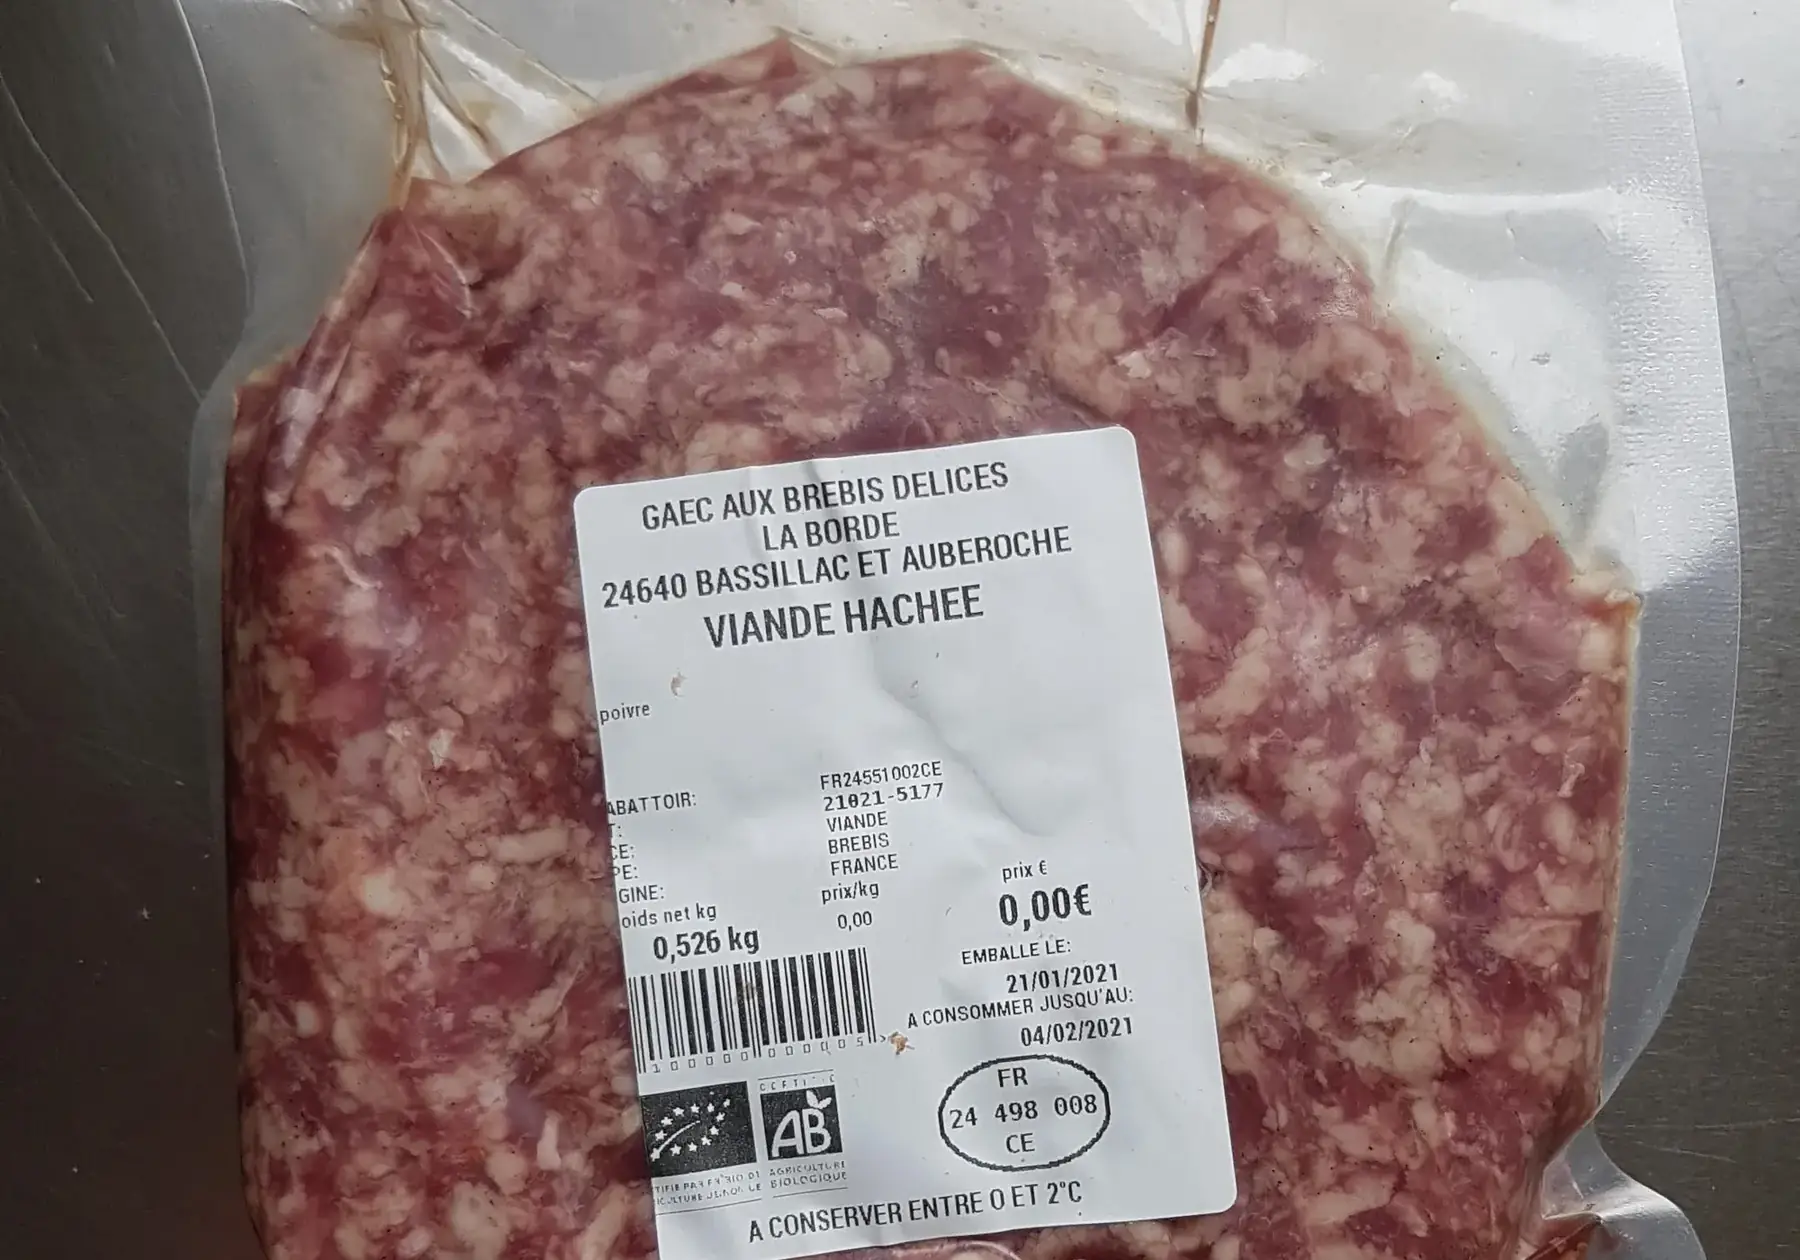 GAEC AUX BREBIS DELICES
LA BORDE
24640 BASSILLAC ET AUBEROCHE
VIANDE HACHEE
poivre
ABATTOIR: FR24551002CE
T: 21021-5177
CE: VIANDE
PE: BREBIS
GINE: FRANCE
oids net kg prix/kg prix €
0,526 kg 0,00 0,00€
EMBALLE LE:
21/01/2021
A CONSOMMER JUSQU'AU:
04/02/2021
FR
24 498 008
CE
AB
AGRICULTURE
BIOLOGIQUE
A CONSERVER ENTRE 0 ET 2°C